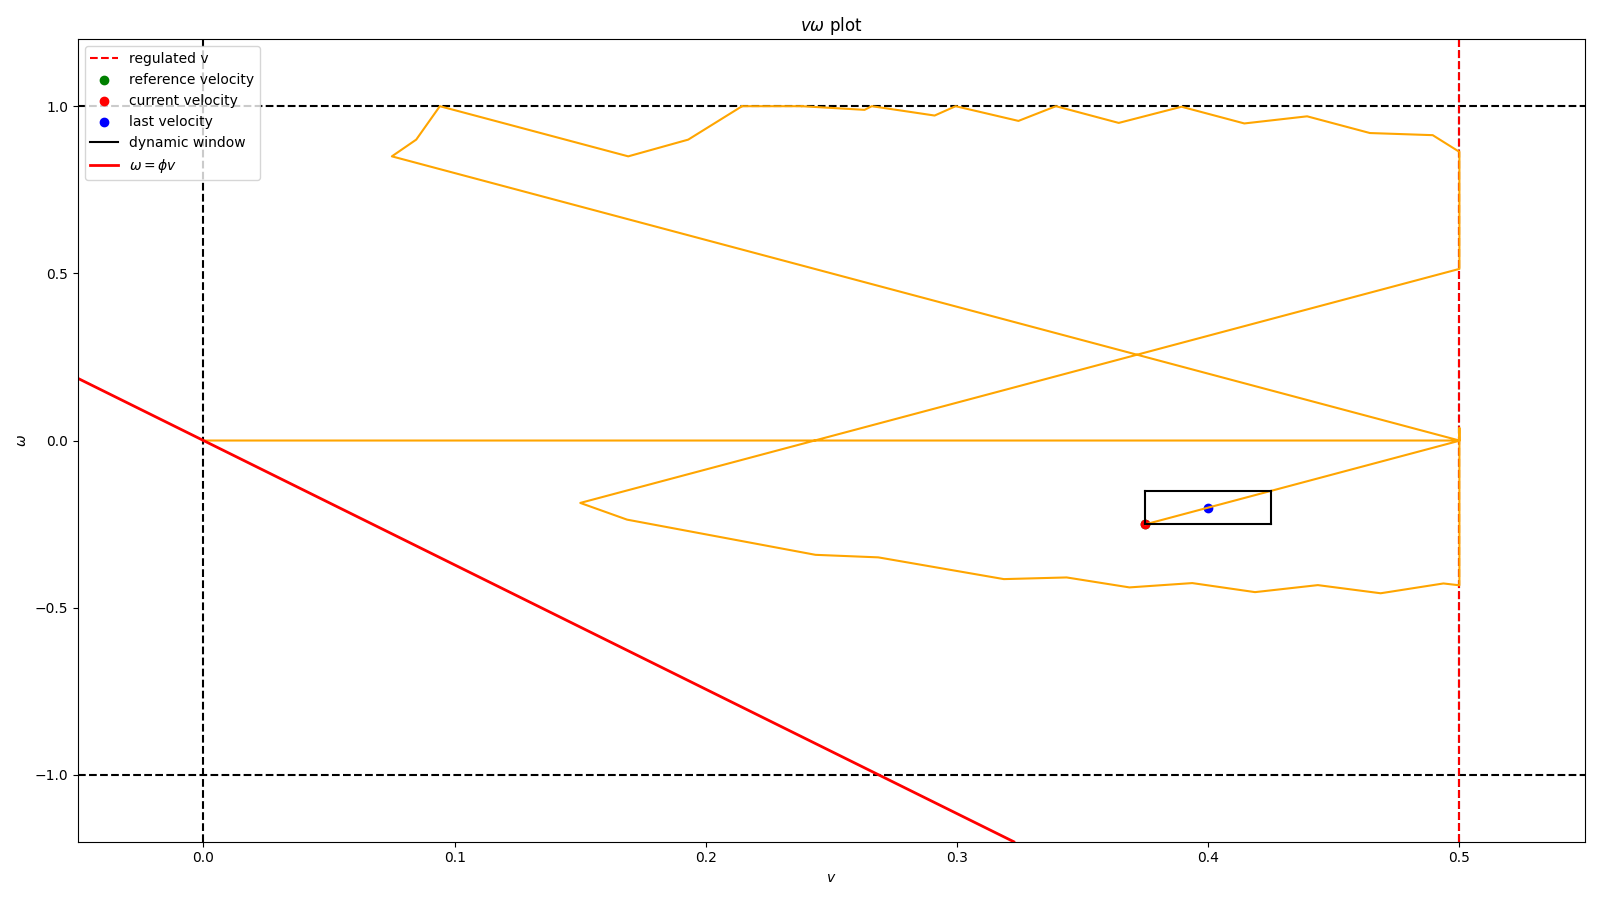 vω plot
regulated v
reference velocity
current velocity
last velocity
dynamic window
ω = ϕv
1.0
0.5
0.0
−0.5
−1.0
ω
0.0 0.1 0.2 0.3 0.4 0.5
v